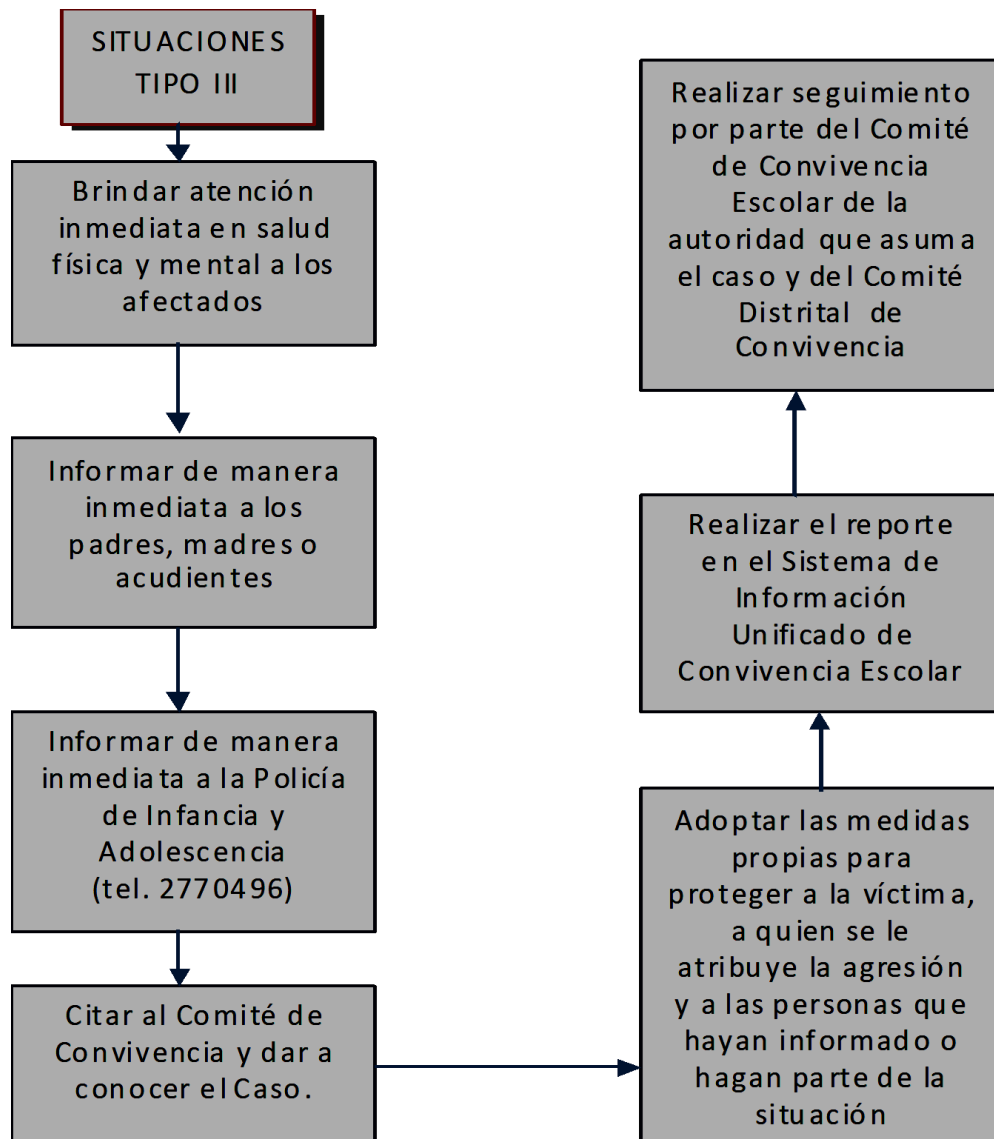 SITUACIONES
TIPO III
Brindar atención
inmediata en salud
física y mental a los
afectados
Informar de manera
inmediata a los
padres, madres o
acudientes
Informar de manera
inmediata a la Policía
de Infancia y
Adolescencia
(tel. 2770496)
Citar al Comité de
Convivencia y dar a
conocer el Caso.
Adoptar las medidas
propias para
proteger a la víctima,
a quien se le
atribuye la agresión
y a las personas que
hayan informado o
hagan parte de la
situación
Realizar el reporte
en el Sistema de
Información
Unificado de
Convivencia Escolar
Realizar seguimiento
por parte del Comité
de Convivencia
Escolar de la
autoridad que asuma
el caso y del Comité
Distrital de
Convivencia